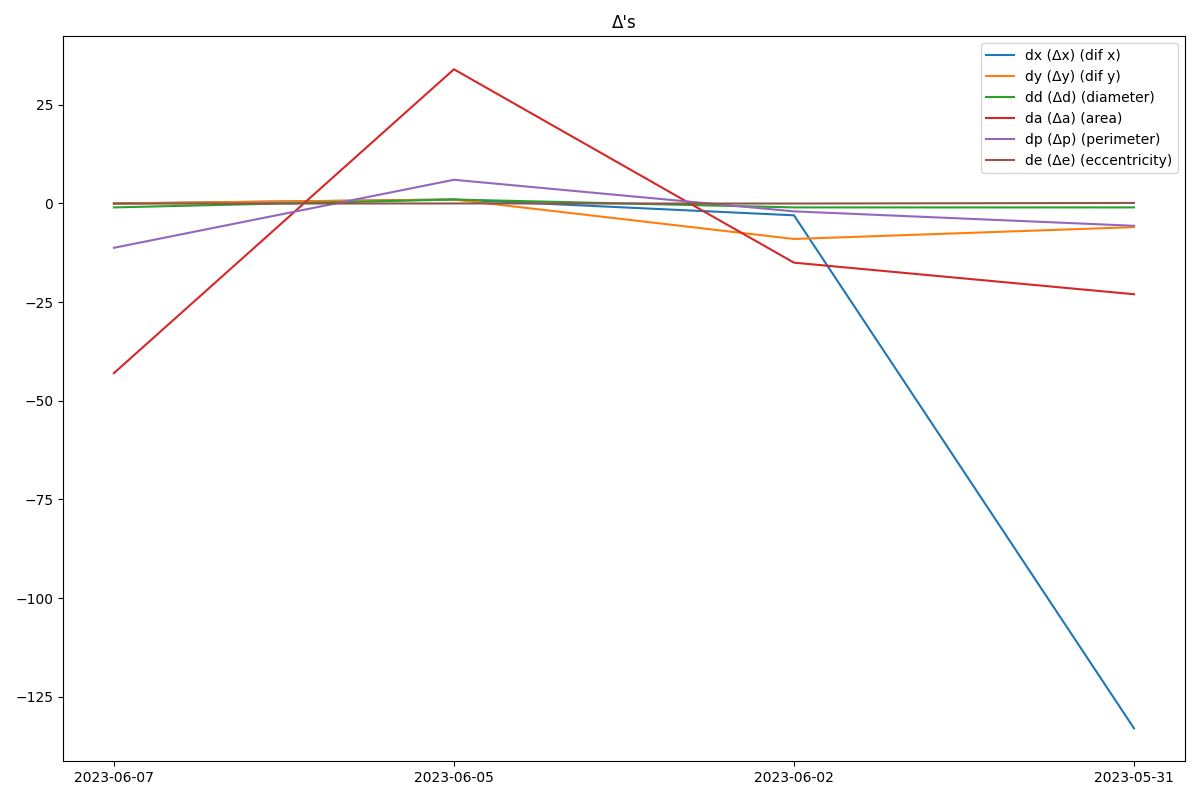 Δ's
dx (Δx) (dif x)
dy (Δy) (dif y)
dd (Δd) (diameter)
da (Δa) (area)
dp (Δp) (perimeter)
de (Δe) (eccentricity)
25
0
−25
−50
−75
−100
−125
2023-06-07 2023-06-05 2023-06-02 2023-05-31